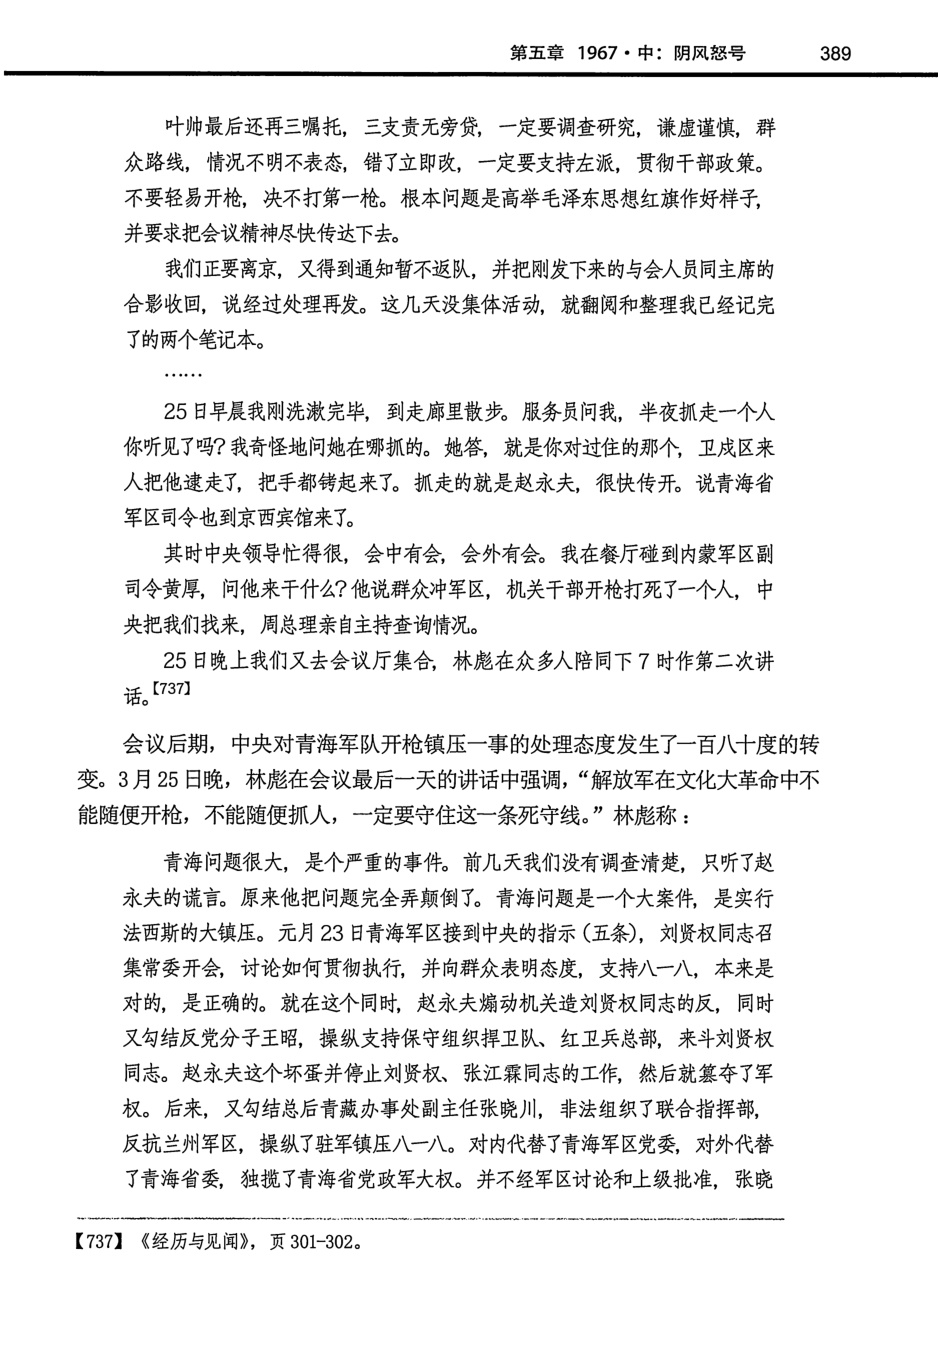 第五章 1967·中：阴风怒号 389
叶帅最后还再三嘱托，三支责无旁贷，一定要调查研究，谦虚谨慎，群
众路线，情况不明不表态，错了立即改，一定要支持左派，贯彻干部政策。
不要轻易开枪，决不打第一枪。根本问题是高举毛泽东思想红旗作好样子，
并要求把会议精神尽快传达下去。
我们正要离京，又得到通知暂不返队，并把刚发下来的与会人员同主席的
合影收回，说经过处理再发。这几天没集体活动，就翻阅和整理我已经记完
了的两个笔记本。
……
25日早晨我刚洗漱完毕，到走廊里散步。服务员问我，半夜抓走一个人
你听见了吗？我奇怪地问她在哪抓的。她答，就是你对过住的那个，卫戍区来
人把他逮走了，把手都铐起来了。抓走的就是赵永夫，很快传开。说青海省
军区司令也到京西宾馆来了。
其时中央领导忙得很，会中有会，会外有会。我在餐厅碰到内蒙军区副
司令黄厚，问他来干什么？他说群众冲军区，机关干部开枪打死了一个人，中
央把我们找来，周总理亲自主持查询情况。
25日晚上我们又去会议厅集合，林彪在众多人陪同下7时作第二次讲
话。【737】
会议后期，中央对青海军队开枪镇压一事的处理态度发生了一百八十度的转
变。3月25日晚，林彪在会议最后一天的讲话中强调，“解放军在文化大革命中不
能随便开枪，不能随便抓人，一定要守住这一条死守线。”林彪称：
青海问题很大，是个严重的事件。前几天我们没有调查清楚，只听了赵
永夫的谎言。原来他把问题完全弄颠倒了。青海问题是一个大案件，是实行
法西斯的大镇压。元月23日青海军区接到中央的指示（五条），刘贤权同志召
集常委开会，讨论如何贯彻执行，并向群众表明态度，支持八一八，本来是
对的，是正确的。就在这个同时，赵永夫煽动机关造刘贤权同志的反，同时
又勾结反党分子王昭，操纵支持保守组织捍卫队、红卫兵总部，来斗刘贤权
同志。赵永夫这个坏蛋并停止刘贤权、张江霖同志的工作，然后就篡夺了军
权。后来，又勾结总后青藏办事处副主任张晓川，非法组织了联合指挥部，
反抗兰州军区，操纵了驻军镇压八一八。对内代替了青海军区党委，对外代替
了青海省委，独揽了青海省党政军大权。并不经军区讨论和上级批准，张晓
【737】《经历与见闻》，页301-302。